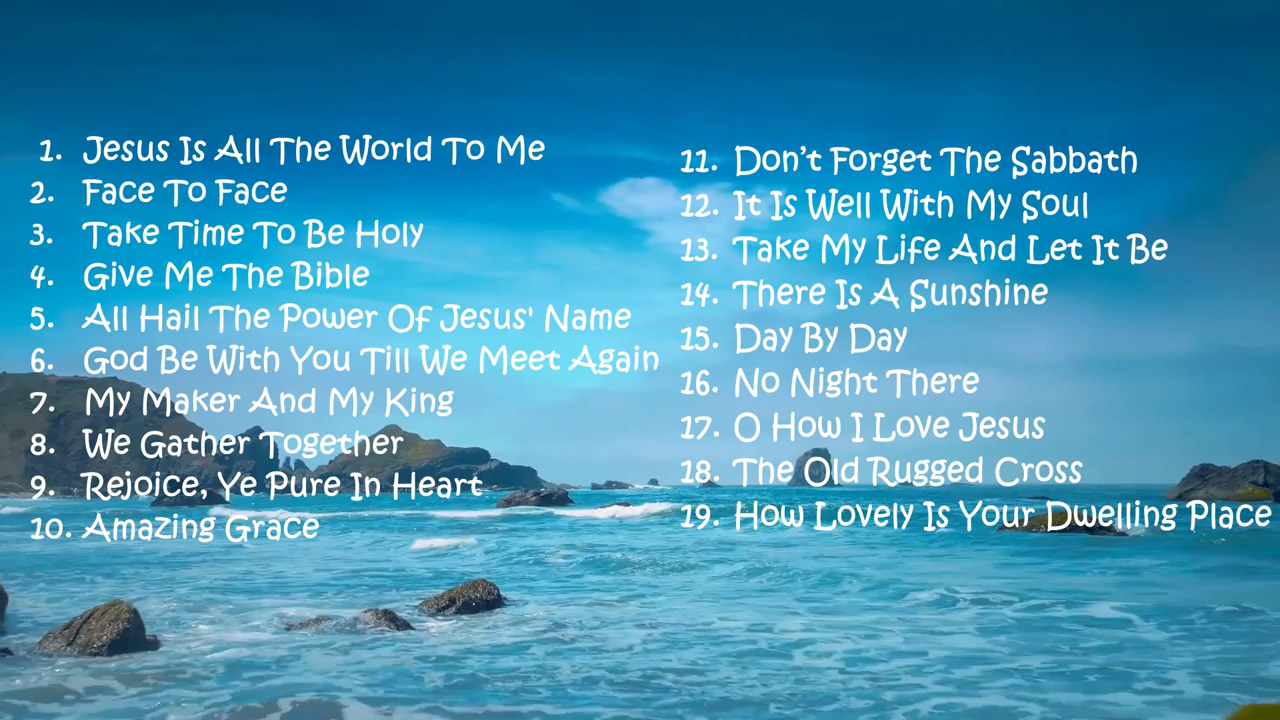 1. Jesus Is All The World To Me
2. Face To Face
3. Take Time To Be Holy
4. Give Me The Bible
5. All Hail The Power Of Jesus' Name
6. God Be With You Till We Meet Again
7. My Maker And My King
8. We Gather Together
9. Rejoice, Ye Pure In Heart
10. Amazing Grace
11. Don’t Forget The Sabbath
12. It Is Well With My Soul
13. Take My Life And Let It Be
14. There Is A Sunshine
15. Day By Day
16. No Night There
17. O How I Love Jesus
18. The Old Rugged Cross
19. How Lovely Is Your Dwelling Place